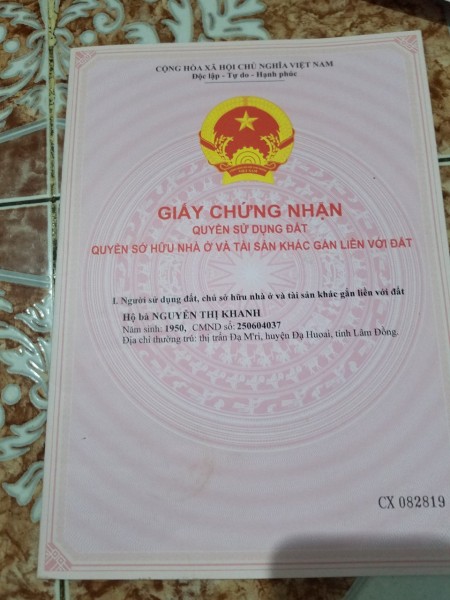 CỘNG HÒA XÃ HỘI CHỦ NGHĨA VIỆT NAM
Độc lập - Tự do - Hạnh phúc
GIẤY CHỨNG NHẬN
QUYỀN SỬ DỤNG ĐẤT
QUYỀN SỞ HỮU NHÀ Ở VÀ TÀI SẢN KHÁC GẮN LIỀN VỚI ĐẤT
I. Người sử dụng đất, chủ sở hữu nhà ở và tài sản khác gắn liền với đất
Hộ bà NGUYỄN THỊ KHANH
Năm sinh: 1950, CMND số: 250604037
Địa chỉ thường trú: thị trấn Đạ M'ri, huyện Đạ Huoai, tỉnh Lâm Đồng.
CX 082819